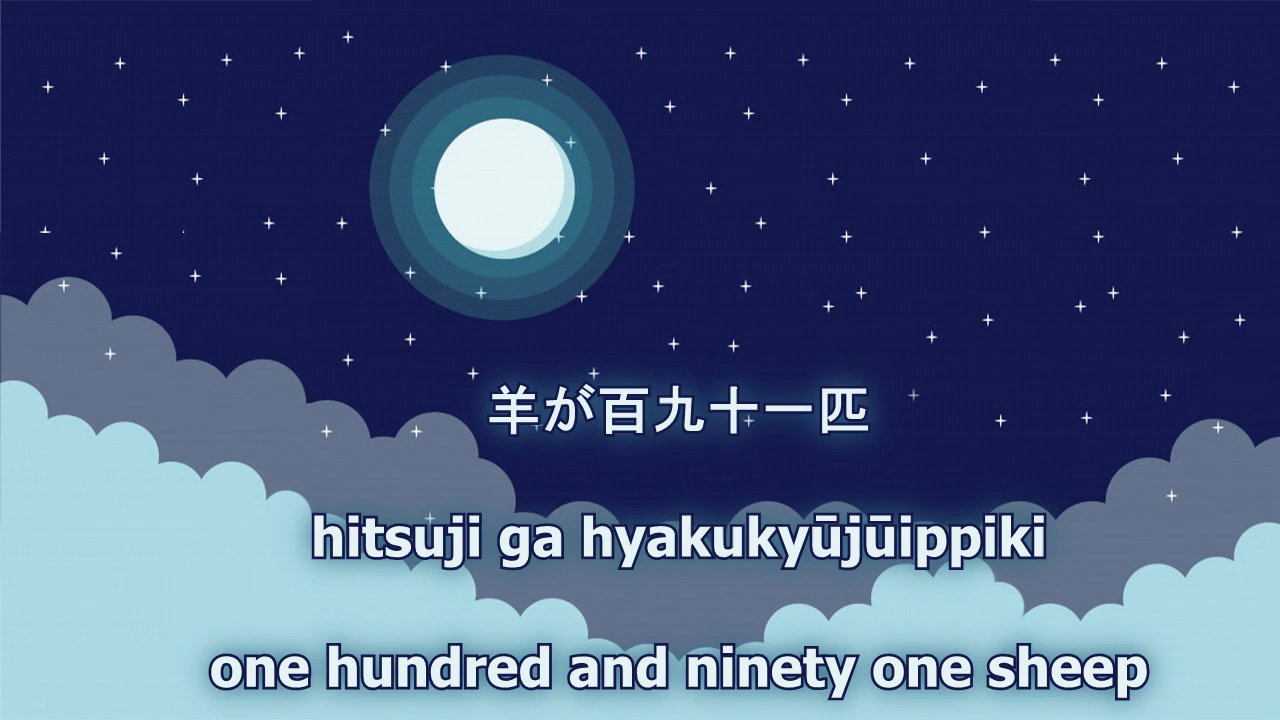 羊が百九十一匹
hitsuji ga hyakukyūjūippiki
one hundred and ninety one sheep